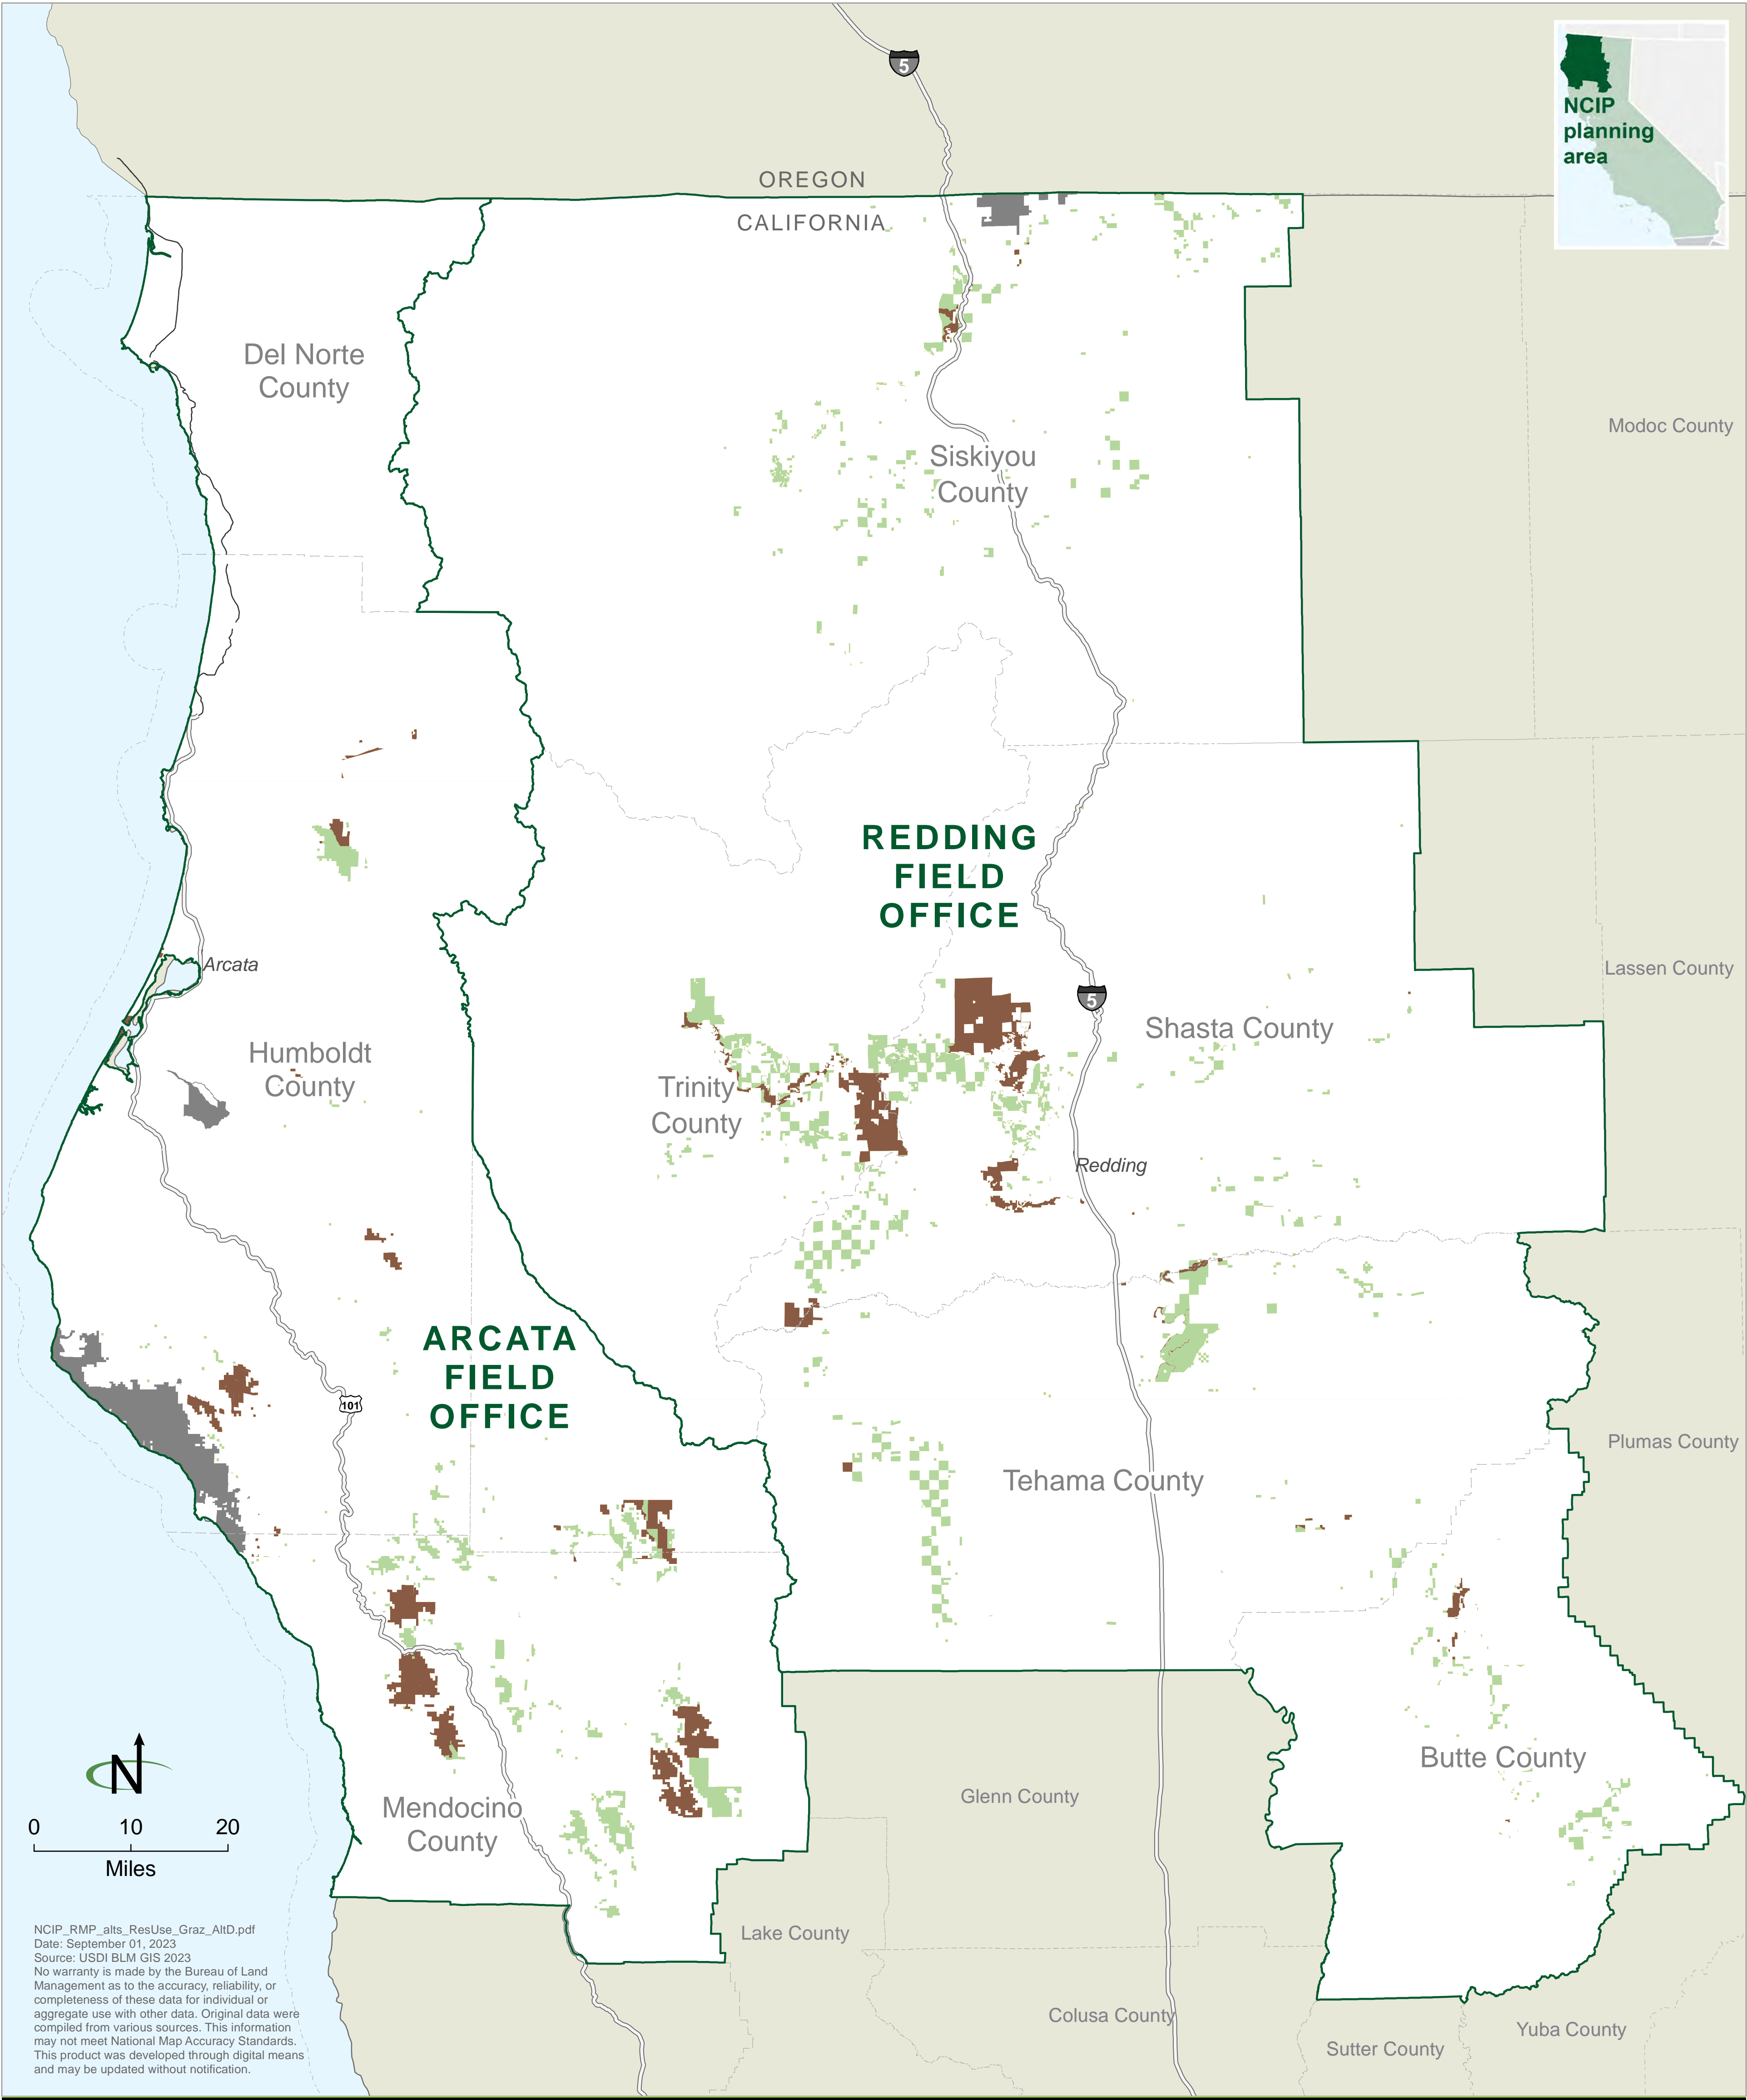 5
NCIP
planning
area
OREGON
CALIFORNIA
Del Norte
County
Modoc County
Siskiyou
County
REDDING
FIELD
OFFICE
Arcata
Lassen County
5
Shasta County
Humboldt
County
Trinity
County
Redding
ARCATA
FIELD
OFFICE
101
Plumas County
Tehama County
N
Butte County
Glenn County
Mendocino
County
0 10 20
Miles
NCIP_RMP_alts_ResUse_Graz_AltD.pdf
Date: September 01, 2023
Source: USDI BLM GIS 2023
No warranty is made by the Bureau of Land
Management as to the accuracy, reliability, or
completeness of these data for individual or
aggregate use with other data. Original data were
compiled from various sources. This information
may not meet National Map Accuracy Standards.
This product was developed through digital means
and may be updated without notification.
Lake County
Colusa County
Sutter County
Yuba County